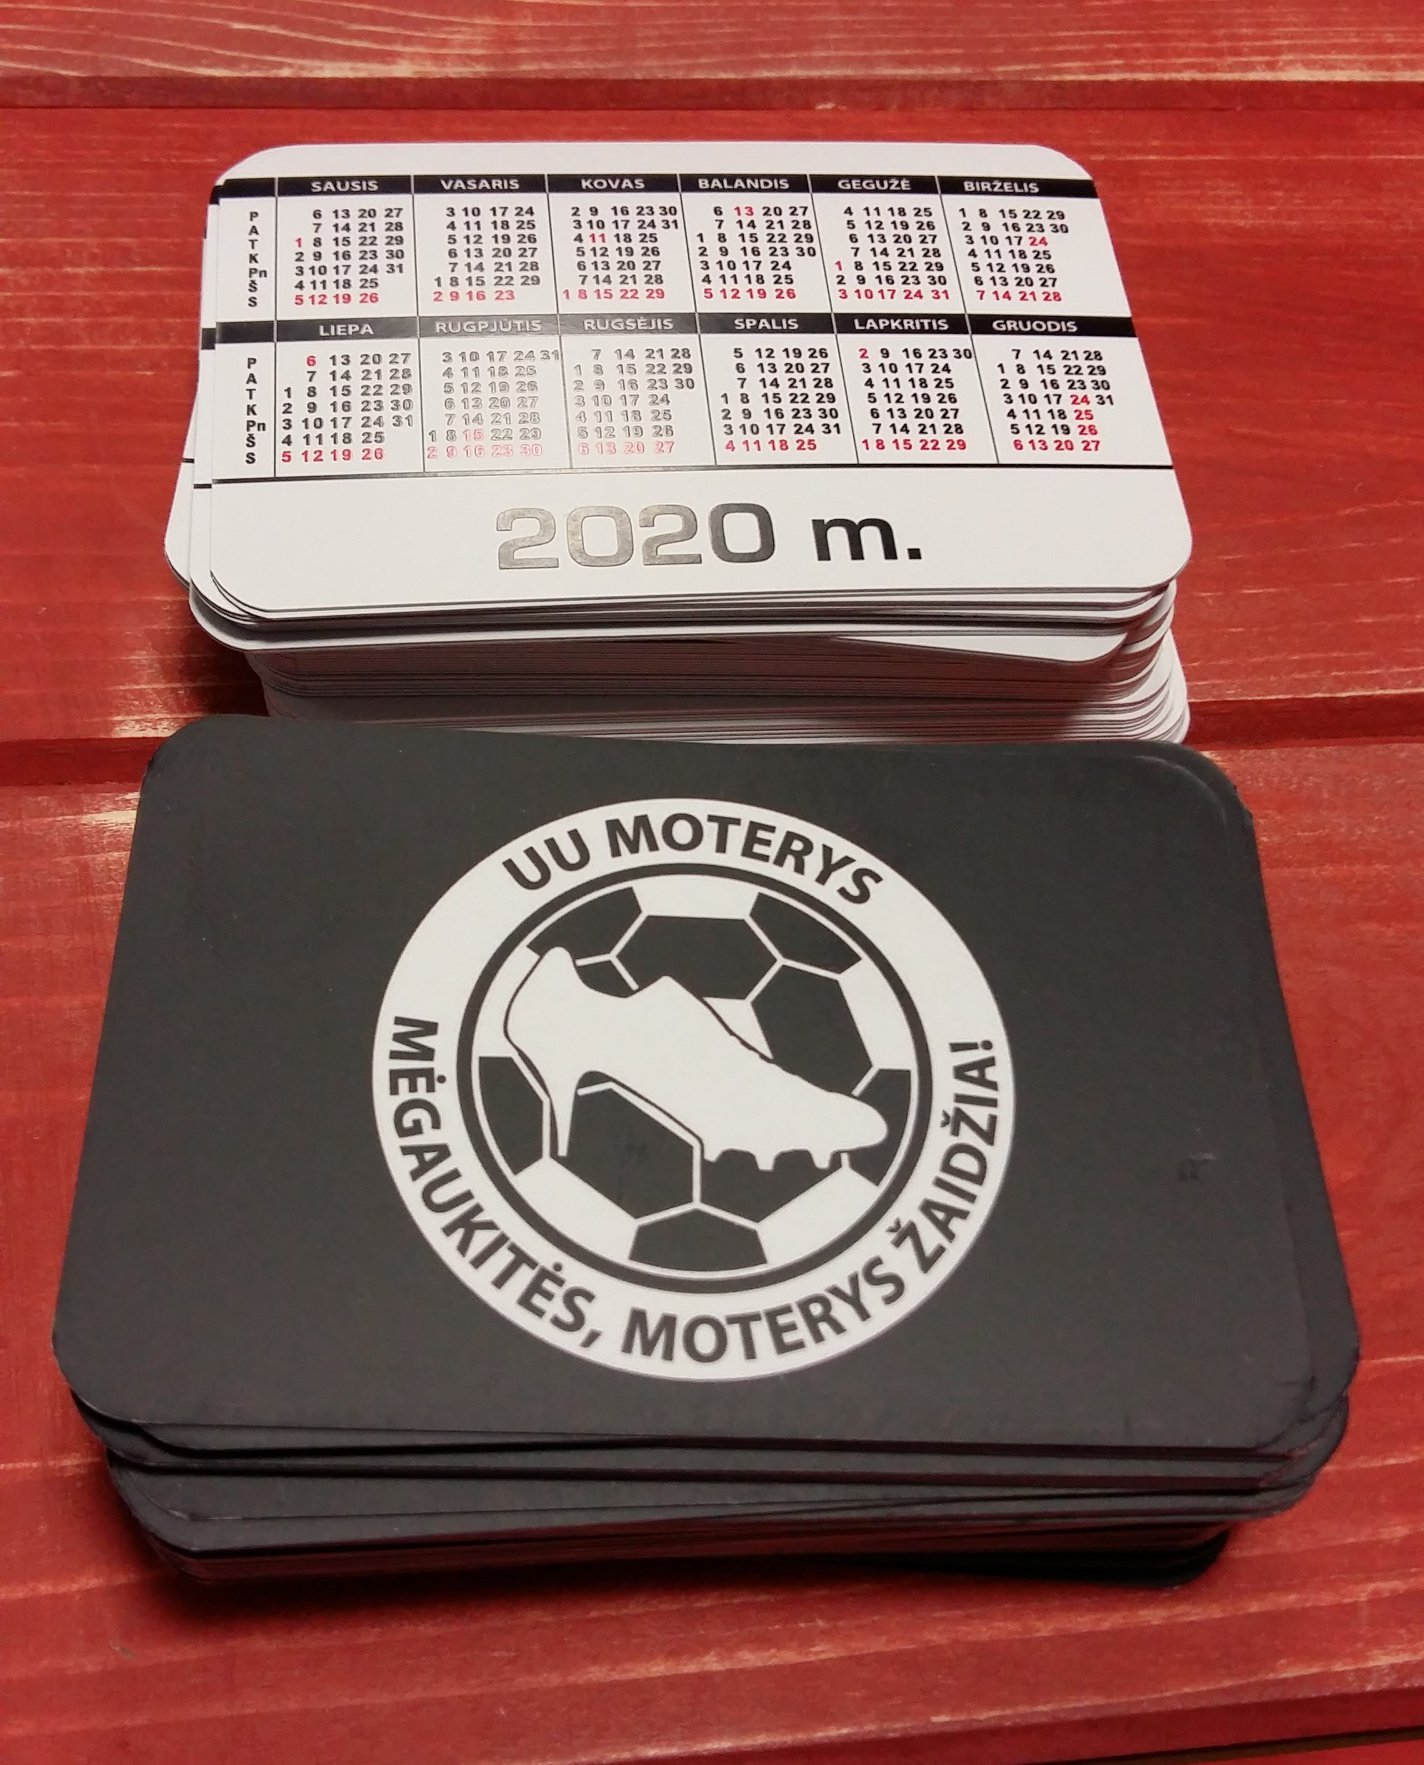 SAUSIS VASARIS KOVAS BALANDIS GEGUŽĖ BIRŽELIS
P 6 13 20 27 3 10 17 24 2 9 16 23 30 6 13 20 27 4 11 18 25 1 8 15 22 29
A 7 14 21 28 4 11 18 25 3 10 17 24 31 7 14 21 28 5 12 19 26 2 9 16 23 30
T 1 8 15 22 29 5 12 19 26 4 11 18 25 1 8 15 22 29 6 13 20 27 3 10 17 24
K 2 9 16 23 30 6 13 20 27 5 12 19 26 2 9 16 23 30 7 14 21 28 4 11 18 25
Pn 3 10 17 24 31 7 14 21 28 6 13 20 27 3 10 17 24 1 8 15 22 29 5 12 19 26
Š 4 11 18 25 1 8 15 22 29 7 14 21 28 4 11 18 25 2 9 16 23 30 6 13 20 27
S 5 12 19 26 2 9 16 23 1 8 15 22 29 5 12 19 26 3 10 17 24 31 7 14 21 28
LIEPA RUGPJŪTIS RUGSĖJIS SPALIS LAPKRITIS GRUODIS
P 6 13 20 27 3 10 17 24 31 7 14 21 28 5 12 19 26 2 9 16 23 30 7 14 21 28
A 7 14 21 28 4 11 18 25 1 8 15 22 29 6 13 20 27 3 10 17 24 1 8 15 22 29
T 1 8 15 22 29 5 12 19 26 2 9 16 23 30 7 14 21 28 4 11 18 25 2 9 16 23 30
K 2 9 16 23 30 6 13 20 27 3 10 17 24 1 8 15 22 29 5 12 19 26 3 10 17 24 31
Pn 3 10 17 24 31 7 14 21 28 4 11 18 25 2 9 16 23 30 6 13 20 27 4 11 18 25
Š 4 11 18 25 1 8 15 22 29 5 12 19 26 3 10 17 24 31 7 14 21 28 5 12 19 26
S 5 12 19 26 2 9 16 23 30 6 13 20 27 4 11 18 25 1 8 15 22 29 6 13 20 27
2020 m.
UU MOTERYS
MĖGAUKITĖS, MOTERYS ŽAIDŽIA!